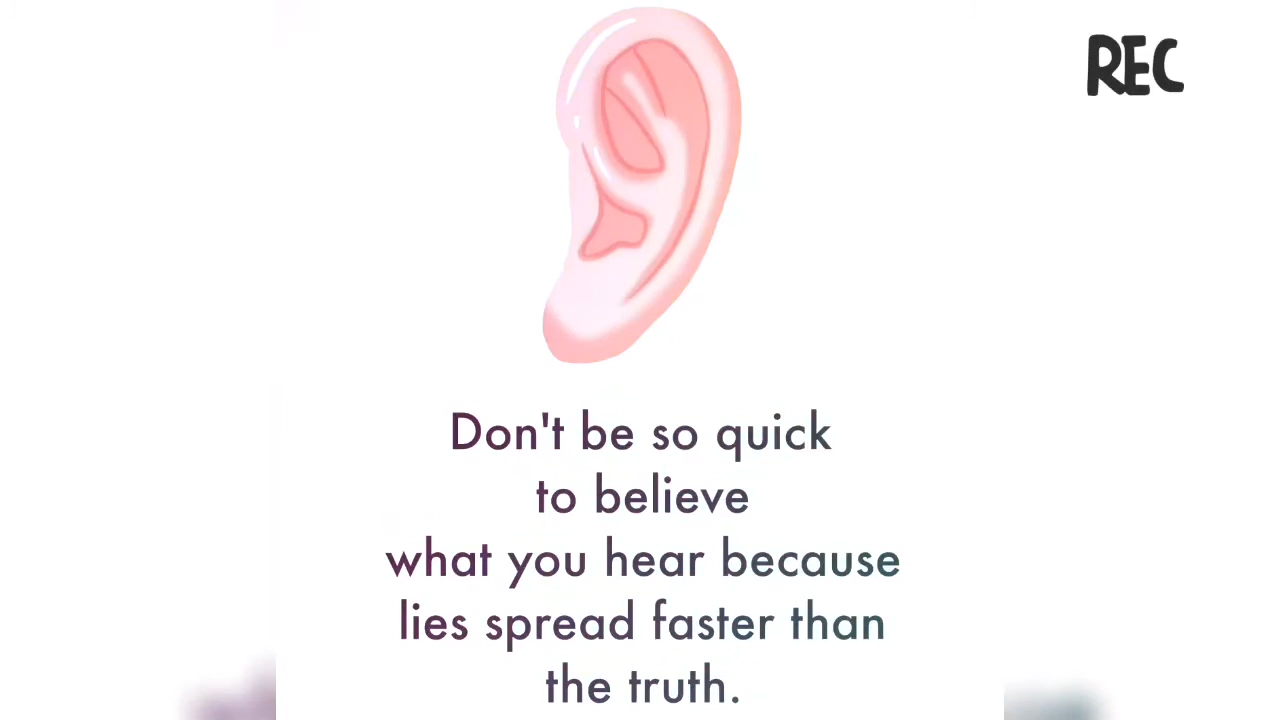 REC
Don't be so quick
to believe
what you hear because
lies spread faster than
the truth.